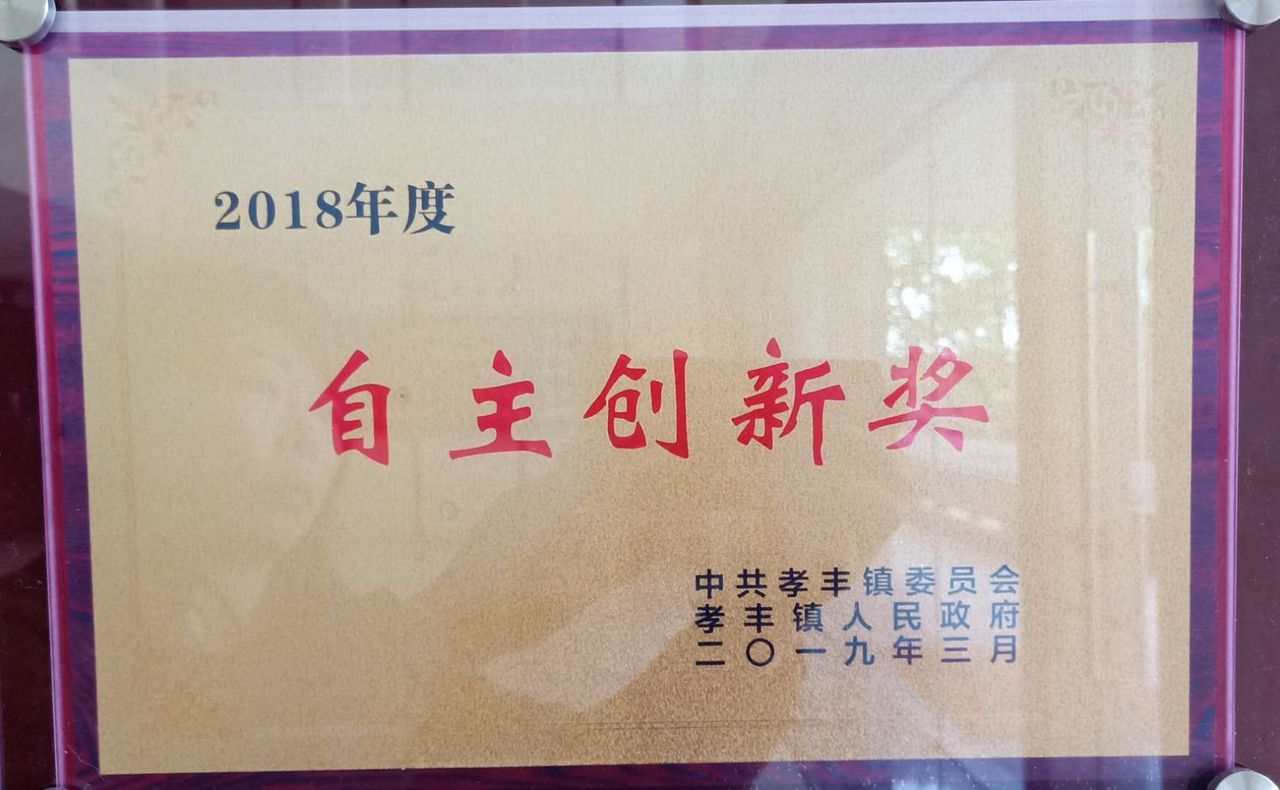 2018年度
自主创新奖
中共孝丰镇委员会
孝丰镇人民政府
二〇一九年三月